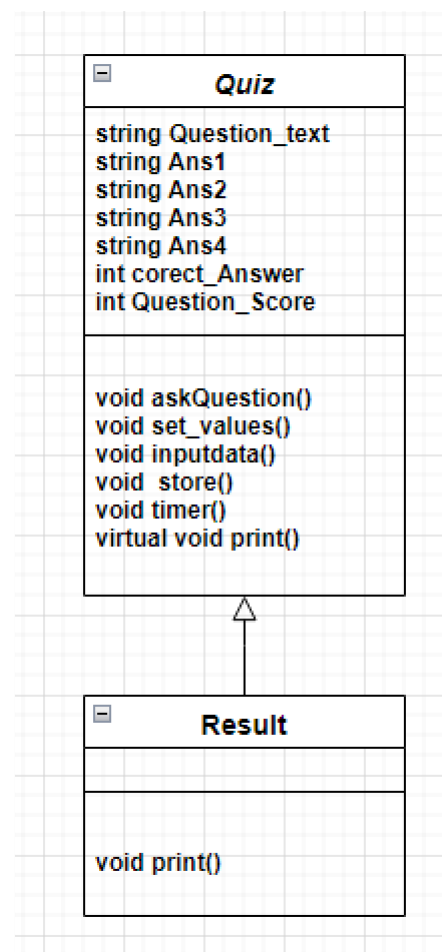 Quiz
string Question_text
string Ans1
string Ans2
string Ans3
string Ans4
int corect_Answer
int Question_Score
void askQuestion()
void set_values()
void inputdata()
void  store()
void timer()
virtual void print()
Result
void print()